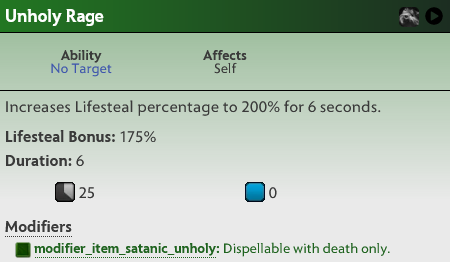 Unholy Rage
Ability
No Target
Affects
Self
Increases Lifesteal percentage to 200% for 6 seconds.
Lifesteal Bonus: 175%
Duration: 6
25
0
Modifiers
modifier_item_satanic_unholy: Dispellable with death only.